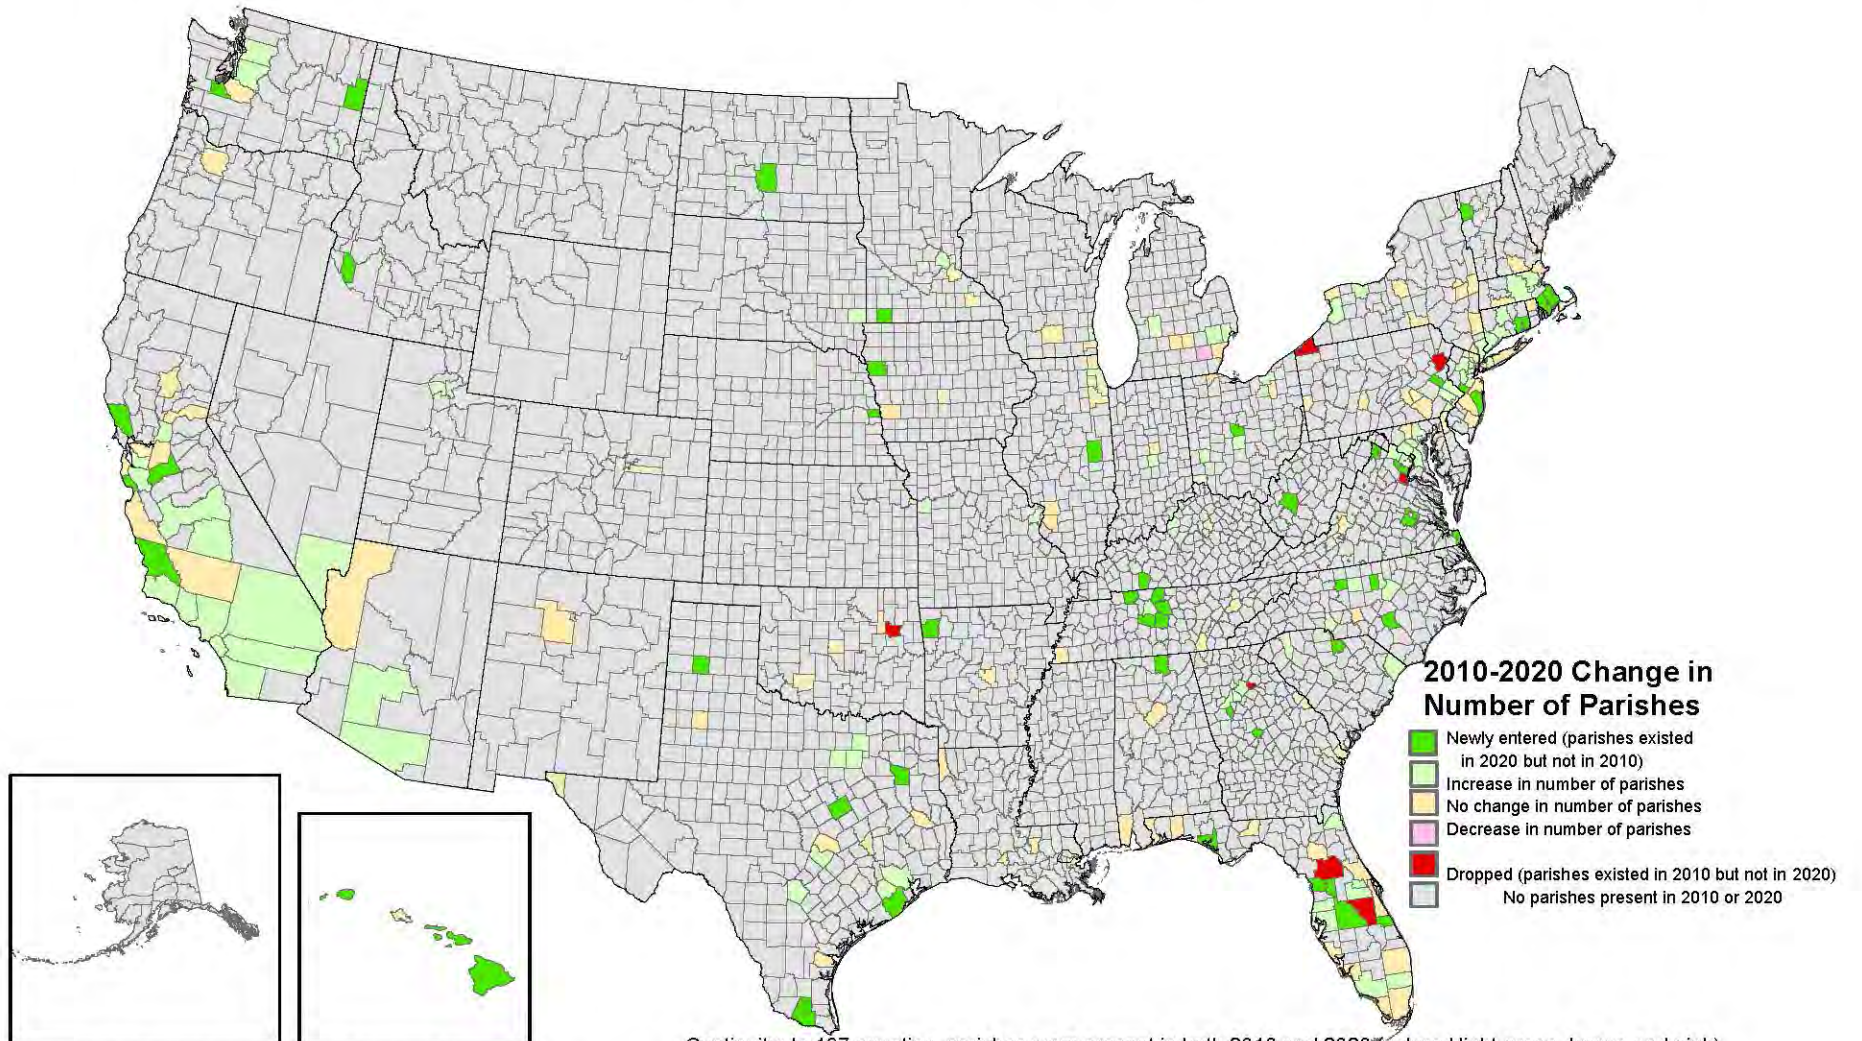 2010-2020 Change in
Number of Parishes
Newly entered (parishes existed
in 2020 but not in 2010)
Increase in number of parishes
No change in number of parishes
Decrease in number of parishes
Dropped (parishes existed in 2010 but not in 2020)
No parishes present in 2010 or 2020